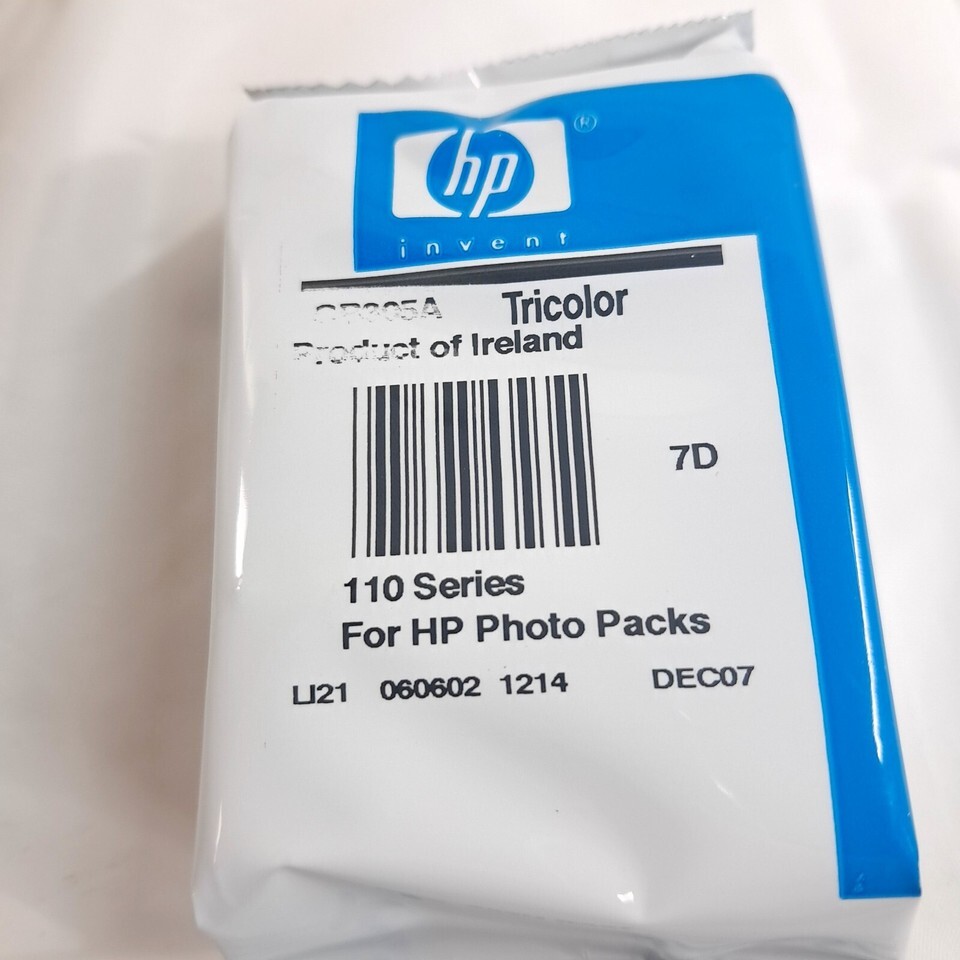 hp ®
invent
Tricolor
Product of Ireland
7D
110 Series
For HP Photo Packs
LI21 060602 1214 DEC07